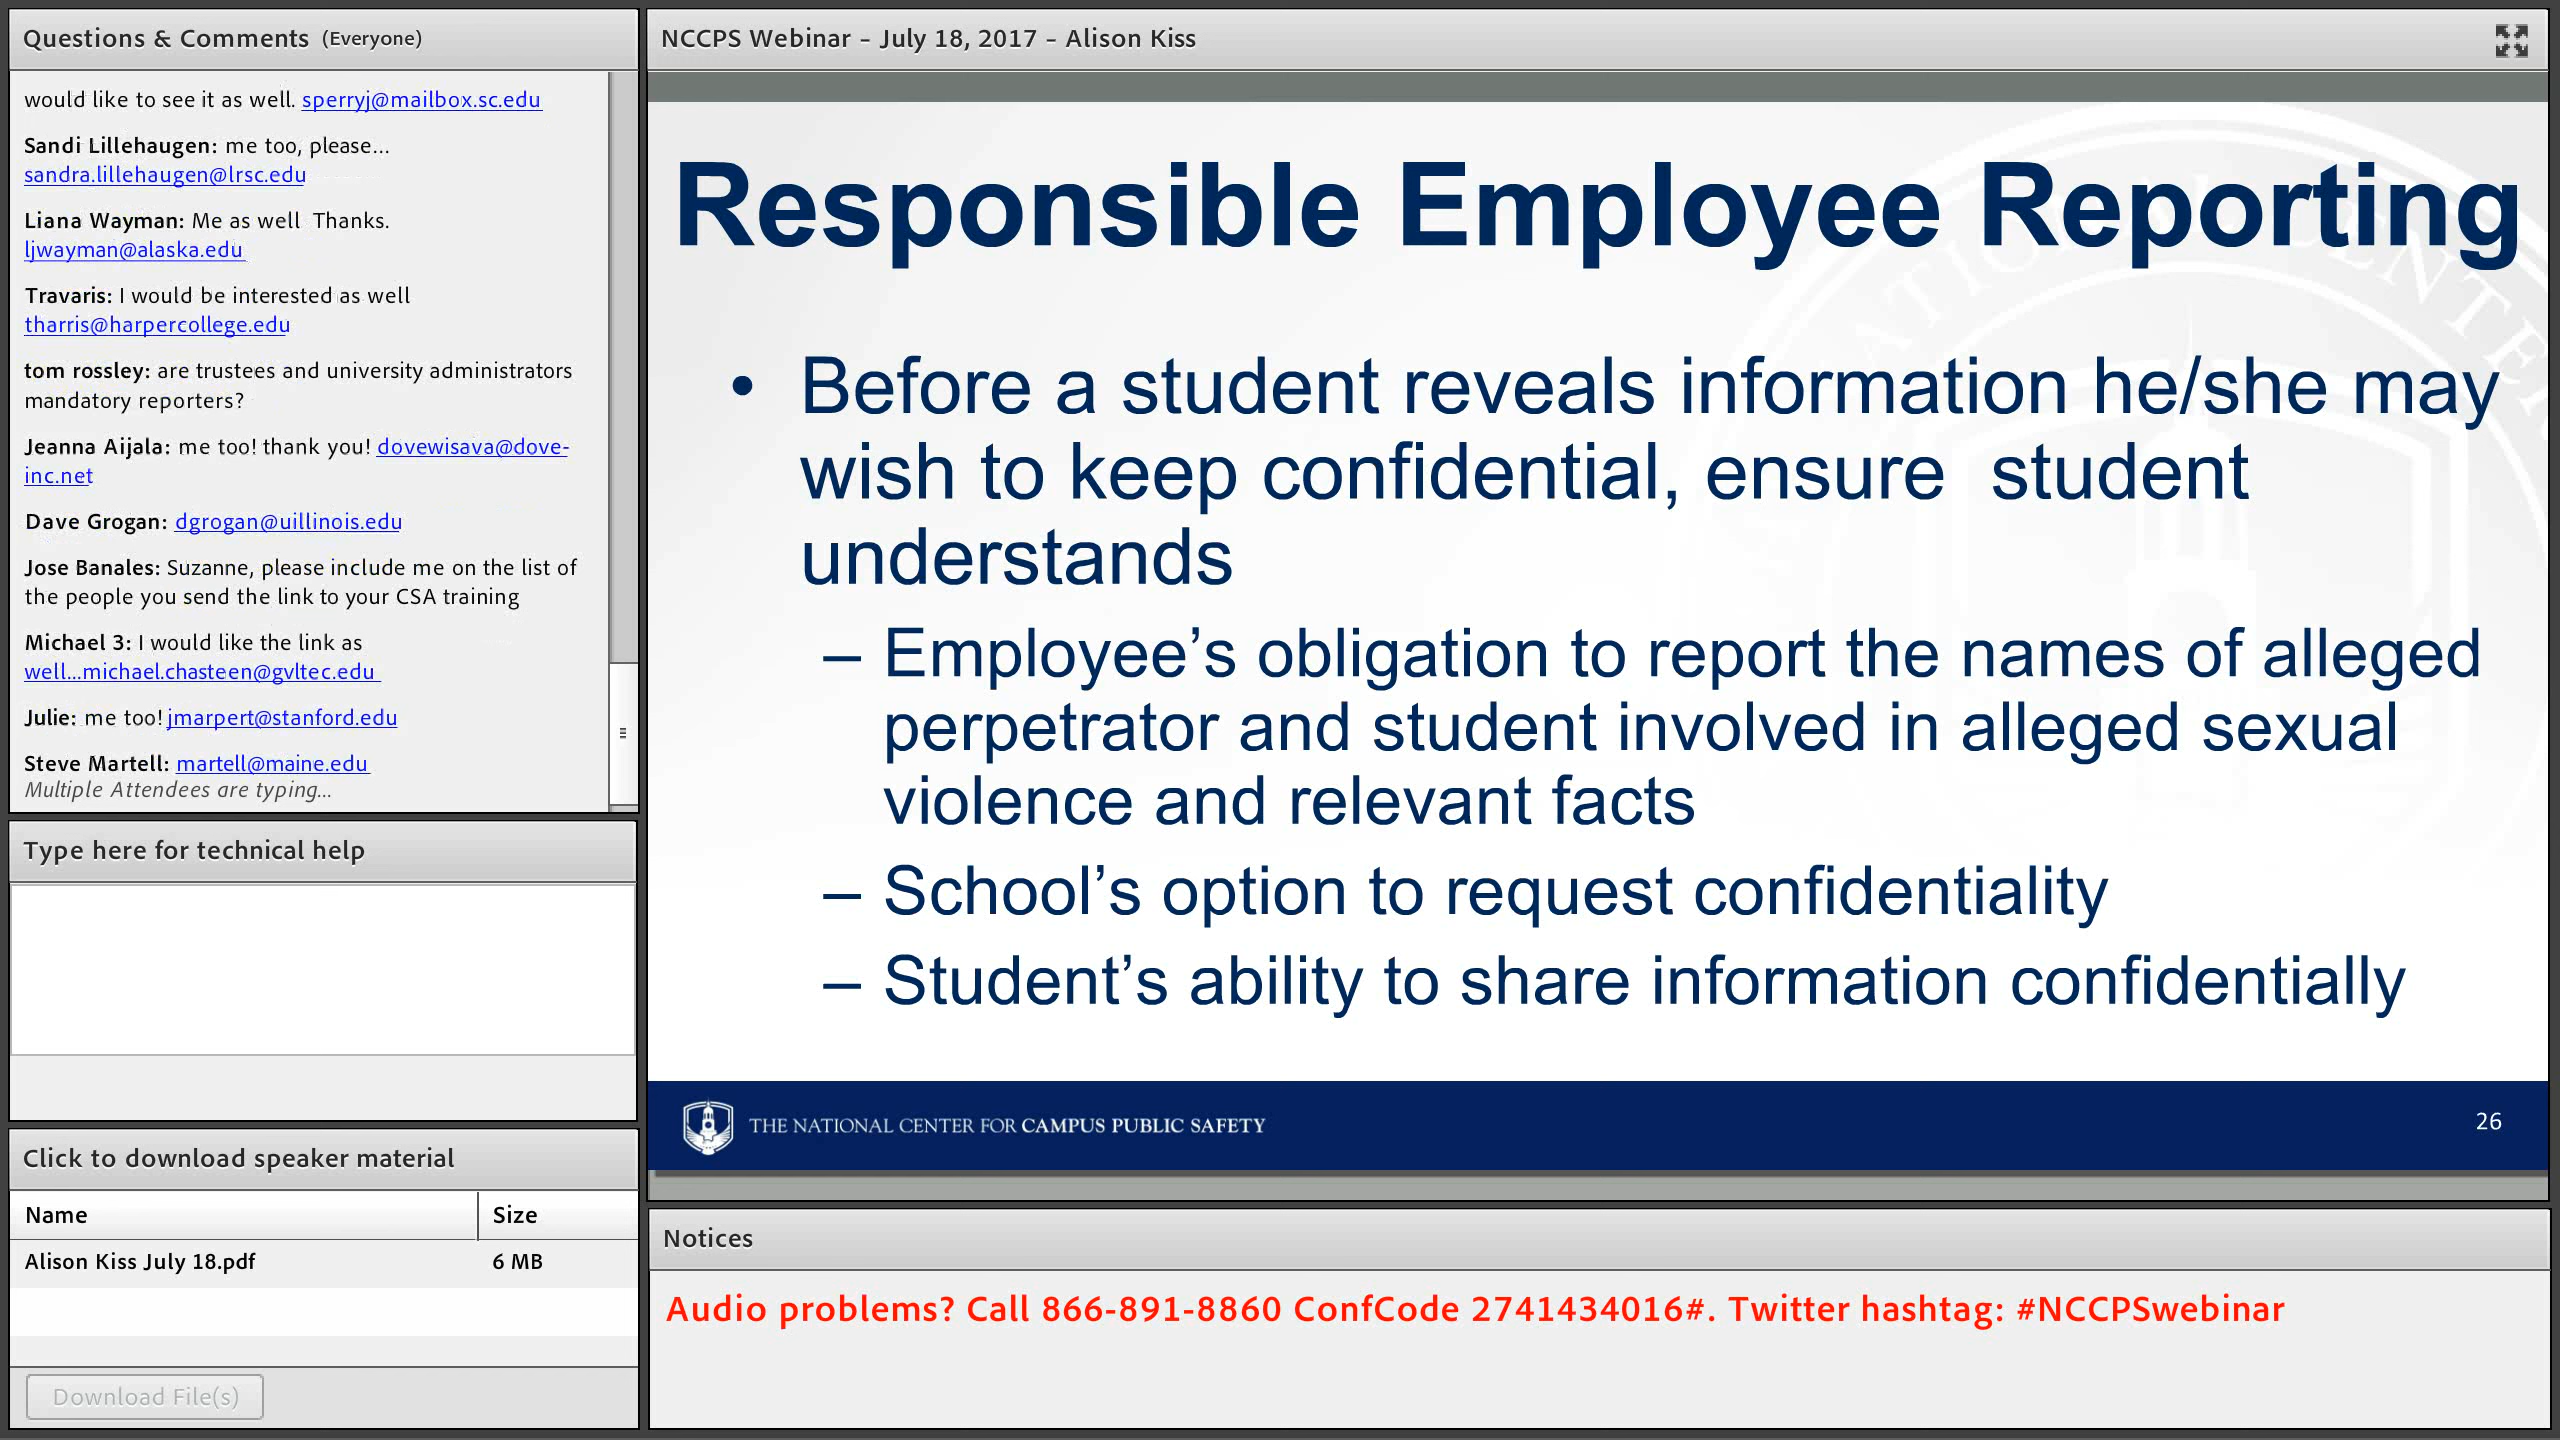 Questions & Comments (Everyone)
would like to see it as well. sperryj@mailbox.sc.edu
Sandi Lillehaugen: me too, please...
sandra.lillehaugen@lrsc.edu
Liana Wayman: Me as well  Thanks.
ljwayman@alaska.edu
Travaris: I would be interested as well
tharris@harpercollege.edu
tom rossley: are trustees and university administrators
mandatory reporters?
Jeanna Aijala: me too! thank you! dovewisava@dove-
inc.net
Dave Grogan: dgrogan@uillinois.edu
Jose Banales: Suzanne, please include me on the list of
the people you send the link to your CSA training
Michael 3: I would like the link as
well...michael.chasteen@gvltec.edu
Julie: me too! jmarpert@stanford.edu
Steve Martell: martell@maine.edu
Multiple Attendees are typing...
Type here for technical help
Click to download speaker material
Name Size
Alison Kiss July 18.pdf 6 MB
Download File(s)
NCCPS Webinar – July 18, 2017 – Alison Kiss
Responsible Employee Reporting
• Before a student reveals information he/she may
wish to keep confidential, ensure  student
understands
– Employee’s obligation to report the names of alleged
perpetrator and student involved in alleged sexual
violence and relevant facts
– School’s option to request confidentiality
– Student’s ability to share information confidentially
THE NATIONAL CENTER FOR CAMPUS PUBLIC SAFETY
26
Notices
Audio problems? Call 866-891-8860 ConfCode 2741434016#. Twitter hashtag: #NCCPSwebinar